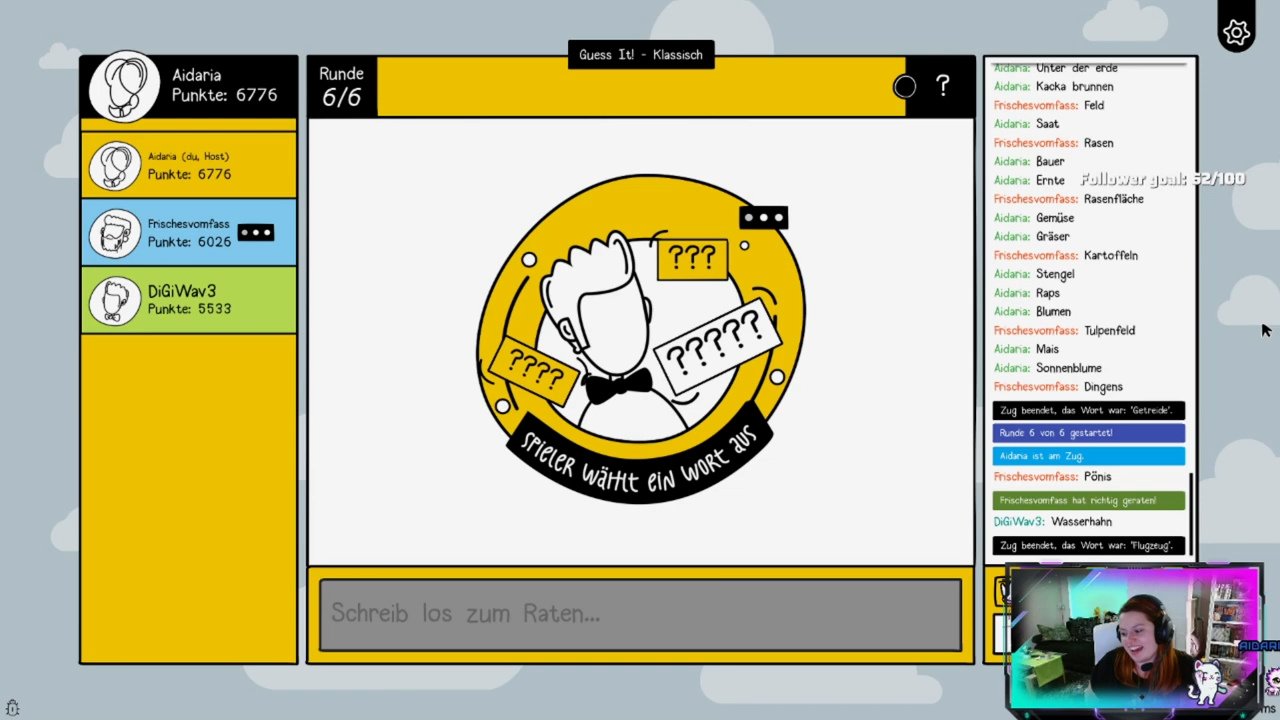 Guess It! - Klassisch
Aidaria
Punkte: 6776
Aidaria (du, Host)
Punkte: 6776
Frischesvomfass
Punkte: 6026
DiGiWav3
Punkte: 5533
Runde
6/6
?
???
????
?????
SPIELER WÄHLT EIN WORT AUS
Schreib los zum Raten...
Aidaria: Unter der erde
Aidaria: Kacka brunnen
Frischesvomfass: Feld
Aidaria: Saat
Frischesvomfass: Rasen
Aidaria: Bauer
Aidaria: Ernte
Follower goal: 52/100
Frischesvomfass: Rasenfläche
Aidaria: Gemüse
Aidaria: Gräser
Frischesvomfass: Kartoffeln
Aidaria: Stengel
Aidaria: Raps
Aidaria: Blumen
Frischesvomfass: Tulpenfeld
Aidaria: Mais
Aidaria: Sonnenblume
Frischesvomfass: Dingens
Zug beendet, das Wort war: 'Getreide'.
Runde 6 von 6 gestartet!
Aidaria ist am Zug.
Frischesvomfass: Pönis
Frischesvomfass hat richtig geraten!
DiGiWav3: Wasserhahn
Zug beendet, das Wort war: 'Flugzeug'.
AIDARI
ms